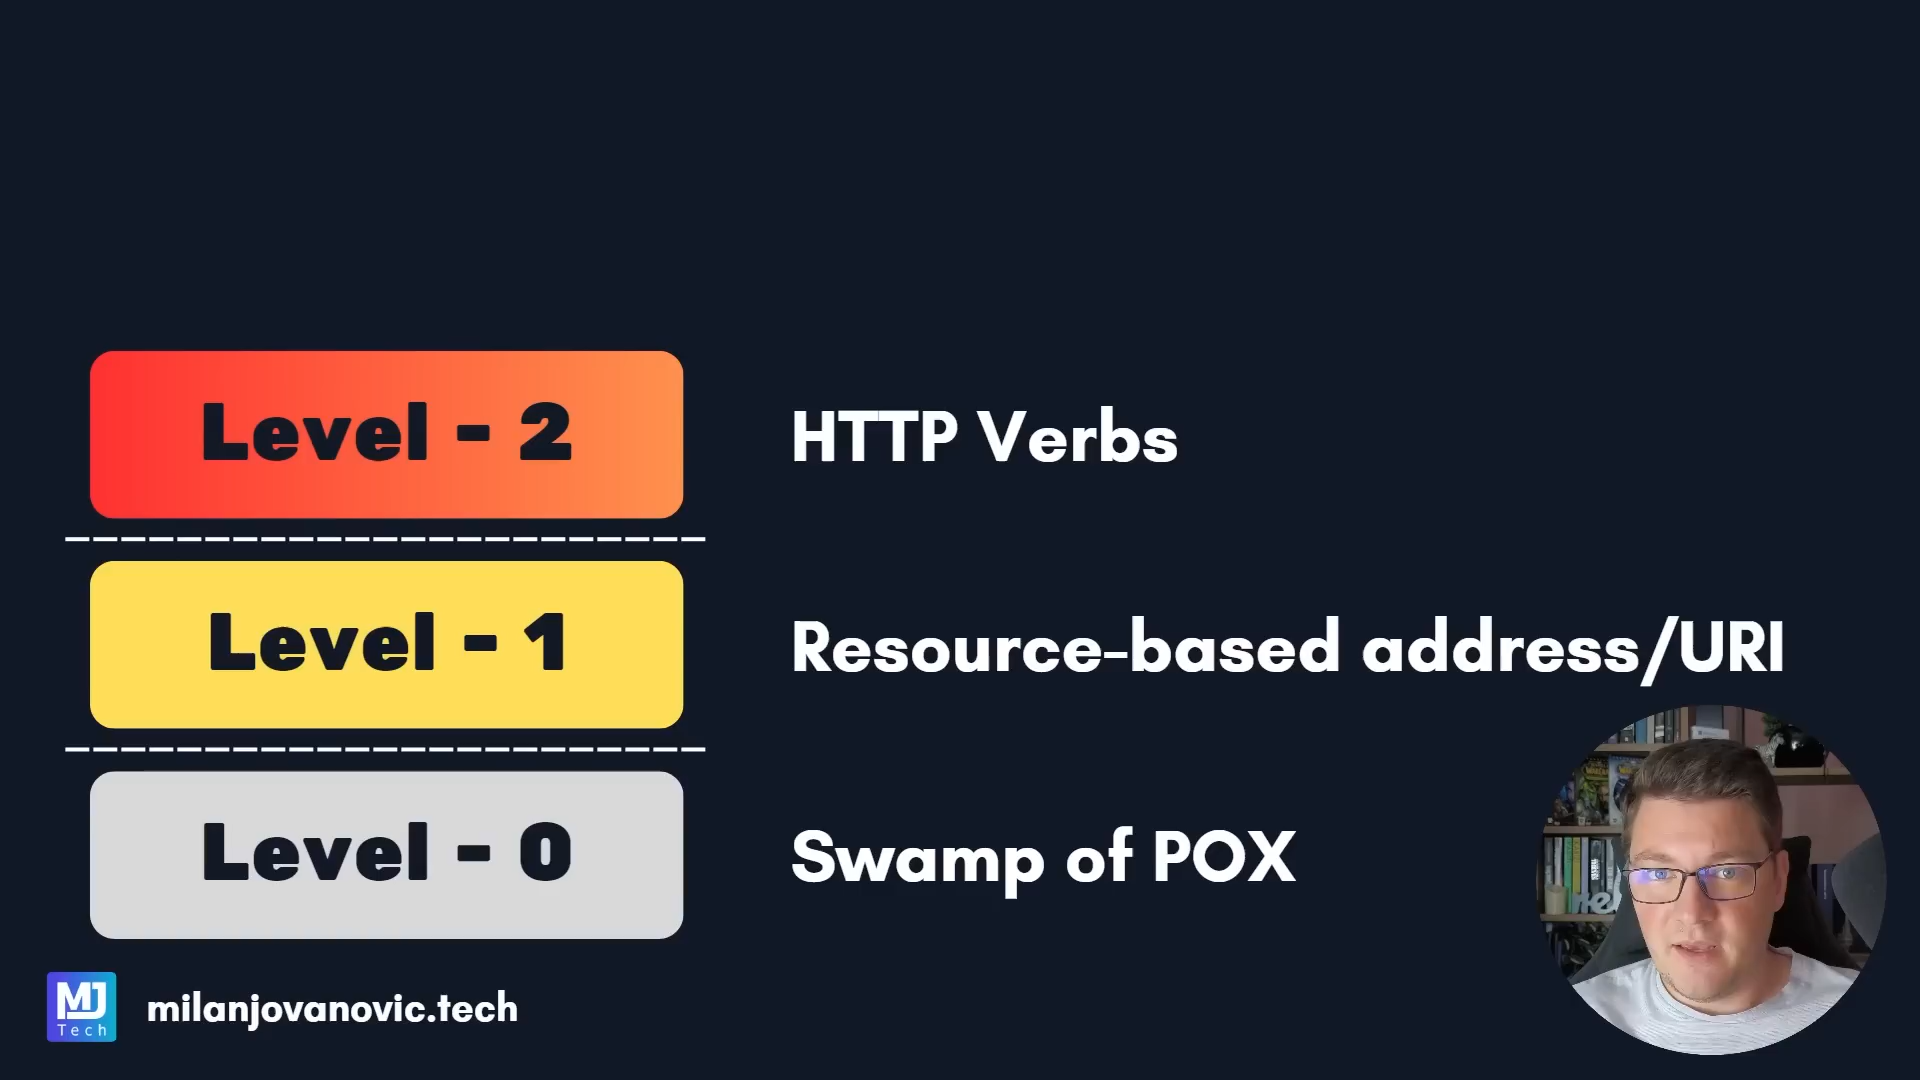 Level - 2
HTTP Verbs
Level - 1
Resource-based address/URI
Level - 0
Swamp of POX
MJ
Tech
milanjovanovic.tech